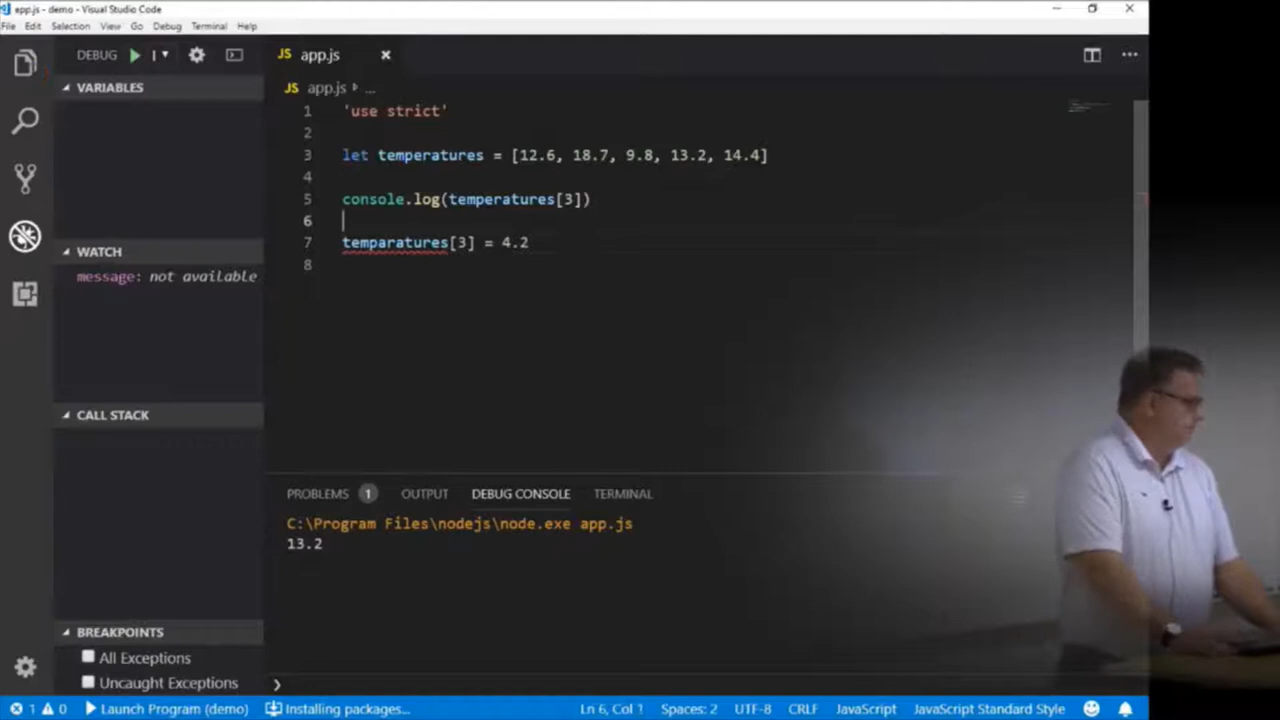 app.js - demo - Visual Studio Code
File Edit Selection View Go Debug Terminal Help
DEBUG
JS app.js
VARIABLES
JS app.js ...
1 'use strict'
2
3 let temperatures = [12.6, 18.7, 9.8, 13.2, 14.4]
4
5 console.log(temperatures[3])
6
7 temparatures[3] = 4.2
8
WATCH
message: not available
CALL STACK
PROBLEMS 1 OUTPUT DEBUG CONSOLE TERMINAL
C:\Program Files\nodejs\node.exe app.js
13.2
BREAKPOINTS
All Exceptions
Uncaught Exceptions
1 0 Launch Program (demo) Installing packages... Ln 6, Col 1 Spaces: 2 UTF-8 CRLF JavaScript JavaScript Standard Style